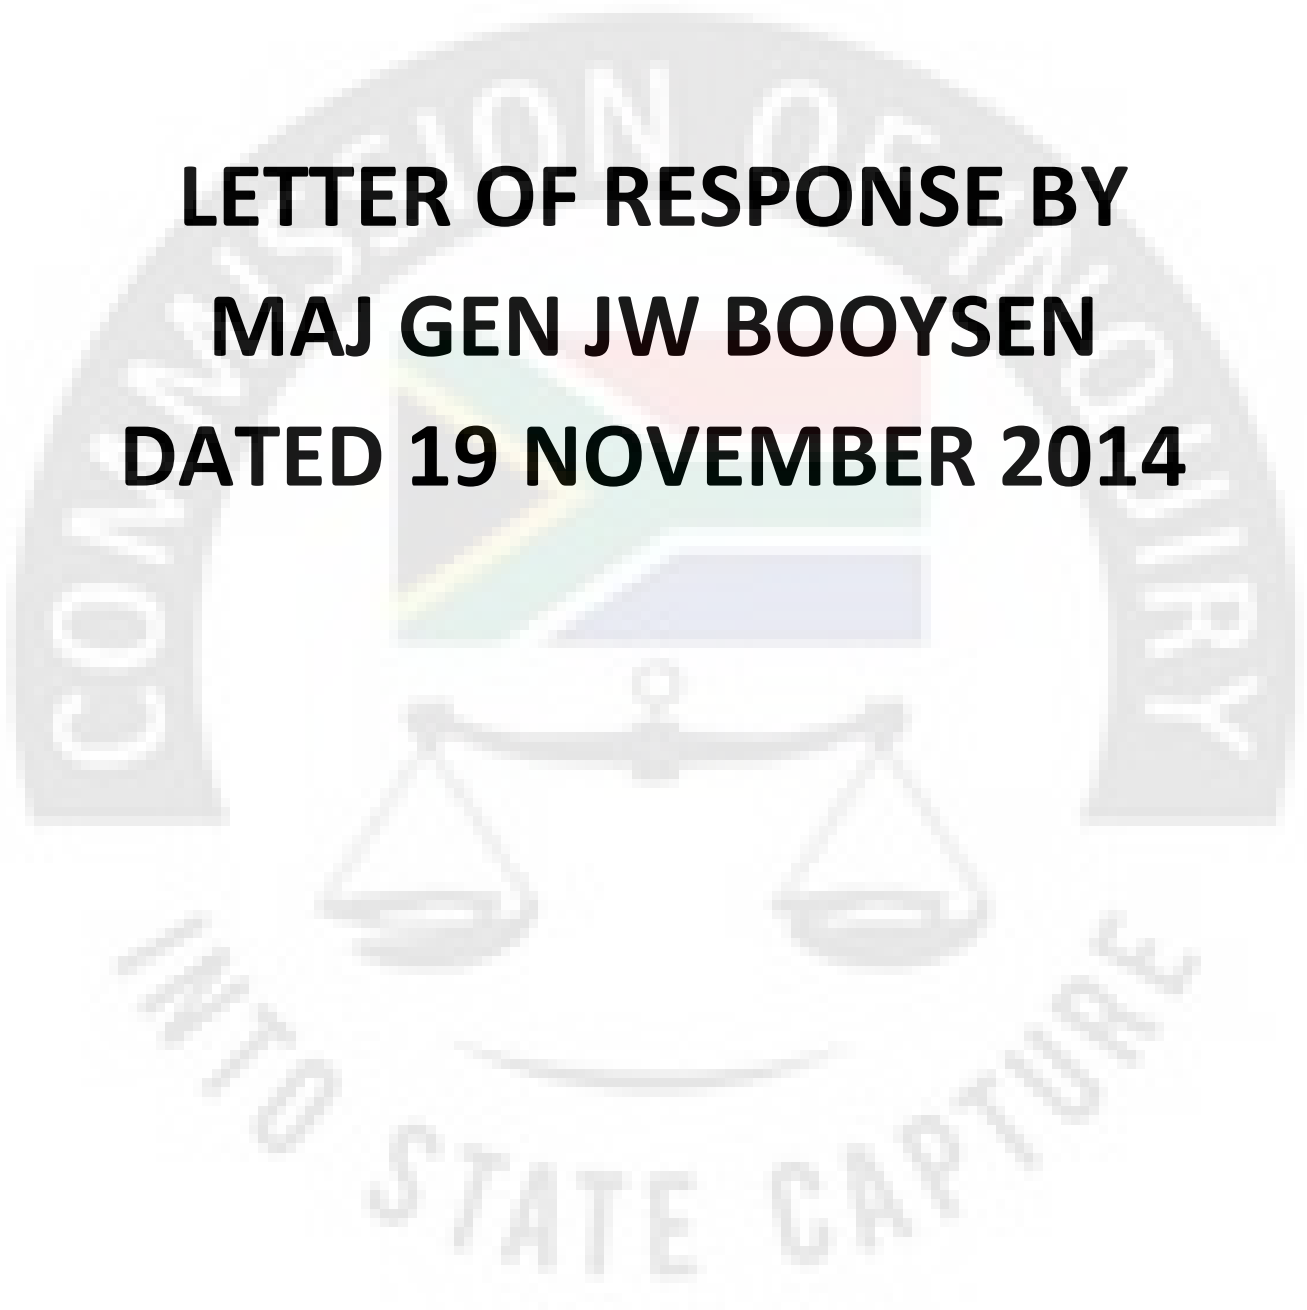 LETTER OF RESPONSE BY
MAJ GEN JW BOOYSEN
DATED 19 NOVEMBER 2014
COMMISSION OF INQUIRY
INTO STATE CAPTURE